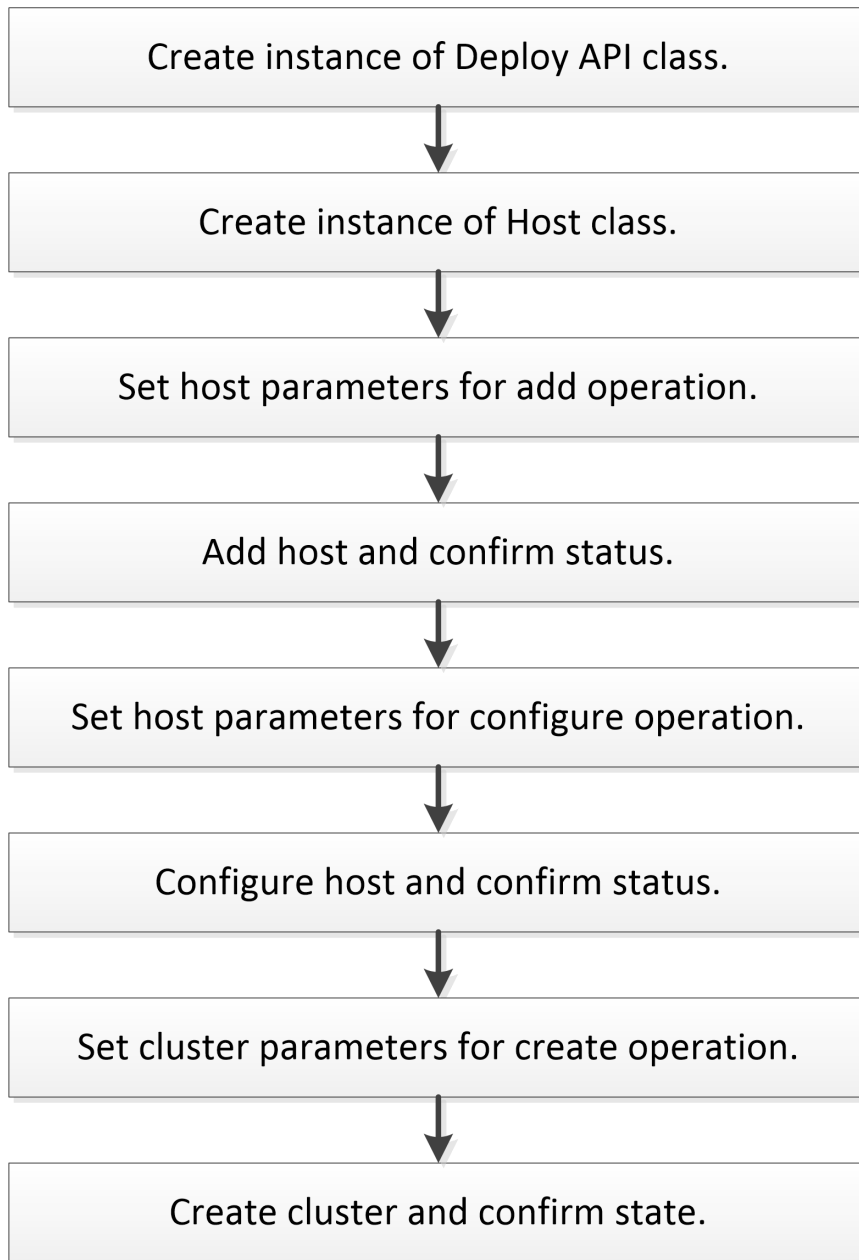 Create instance of Deploy API class.
Create instance of Host class.
Set host parameters for add operation.
Add host and confirm status.
Set host parameters for configure operation.
Configure host and confirm status.
Set cluster parameters for create operation.
Create cluster and confirm state.